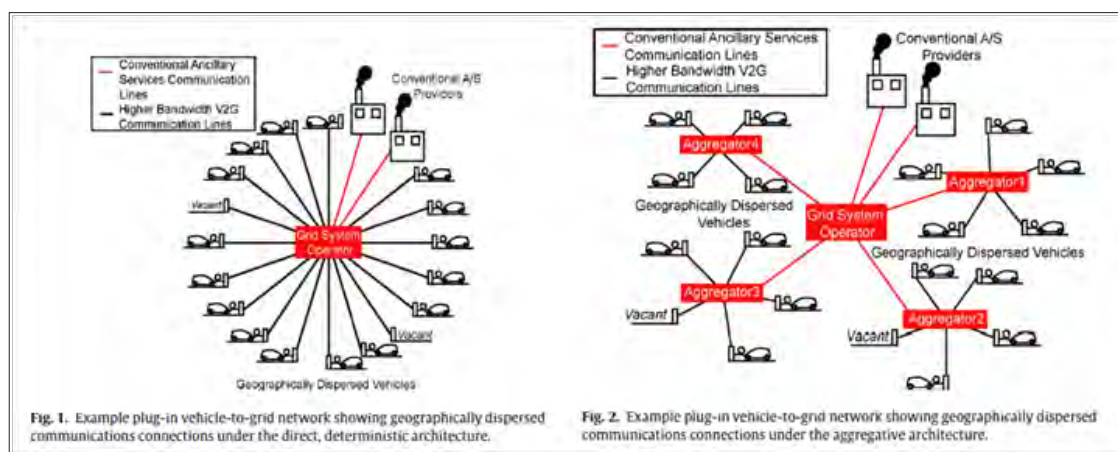 Conventional Ancillary
Services Communication
Lines
Higher Bandwidth V2G
Communication Lines
Conventional A/S
Providers
Vacant
Grid System
Operator
Vacant
Geographically Dispersed Vehicles
Fig. 1. Example plug-in vehicle-to-grid network showing geographically dispersed
communications connections under the direct, deterministic architecture.
Conventional Ancillary Services
Communication Lines
Higher Bandwidth V2G
Communication Lines
Conventional A/S
Providers
Aggregator4
Aggregator1
Geographically Dispersed
Vehicles
Grid System
Operator
Geographically Dispersed Vehicles
Aggregator3
Vacant
Aggregator2
Vacant
Fig. 2. Example plug-in vehicle-to-grid network showing geographically dispersed
communications connections under the aggregative architecture.